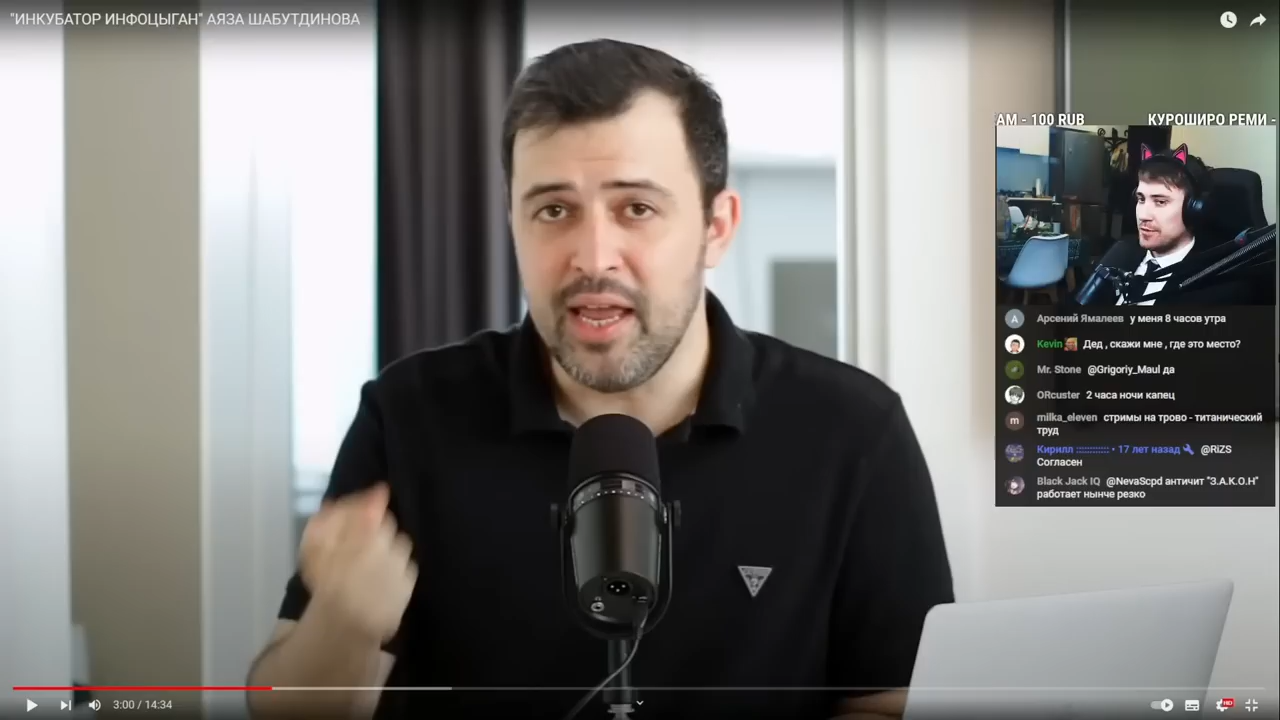 "ИНКУБАТОР ИНФОЦЫГАН" АЯЗА ШАБУТДИНОВА
АМ - 100 RUB КУРОШИРО РЕМИ -
А Арсений Ямалеев у меня 8 часов утра
Kevin Дед , скажи мне , где это место?
Mr. Stone @Grigoriy_Maul да
ORcuster 2 часа ночи капец
m milka_eleven стримы на трово - титанический
труд
Кирилл :::::::::::: • 17 лет назад @RiZS
Согласен
Black Jack IQ @NevaScpd античит "З.А.К.О.Н"
работает нынче резко
3:00 / 14:34
HD